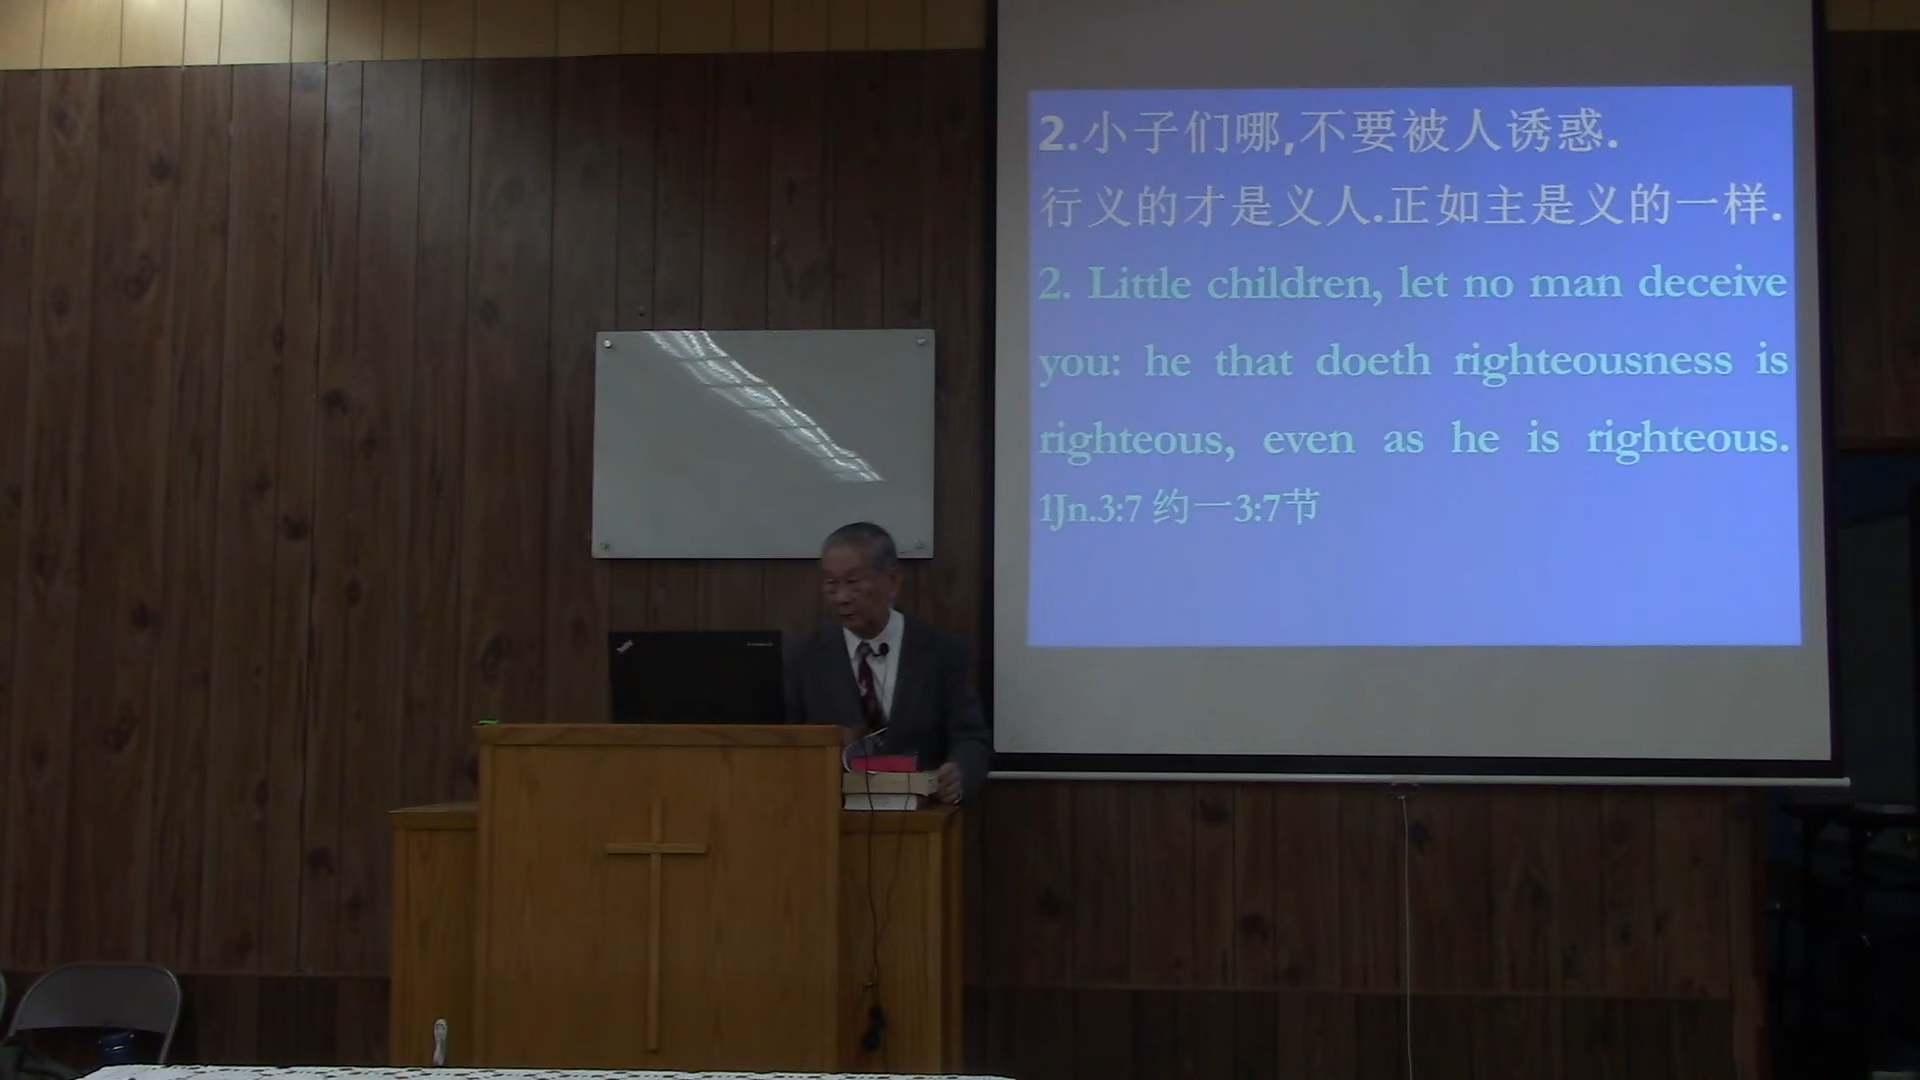 2.小子们哪,不要被人诱惑.
行义的才是义人.正如主是义的一样.
2. Little children, let no man deceive
you: he that doeth righteousness is
righteous, even as he is righteous.
1Jn.3:7 约一3:7节